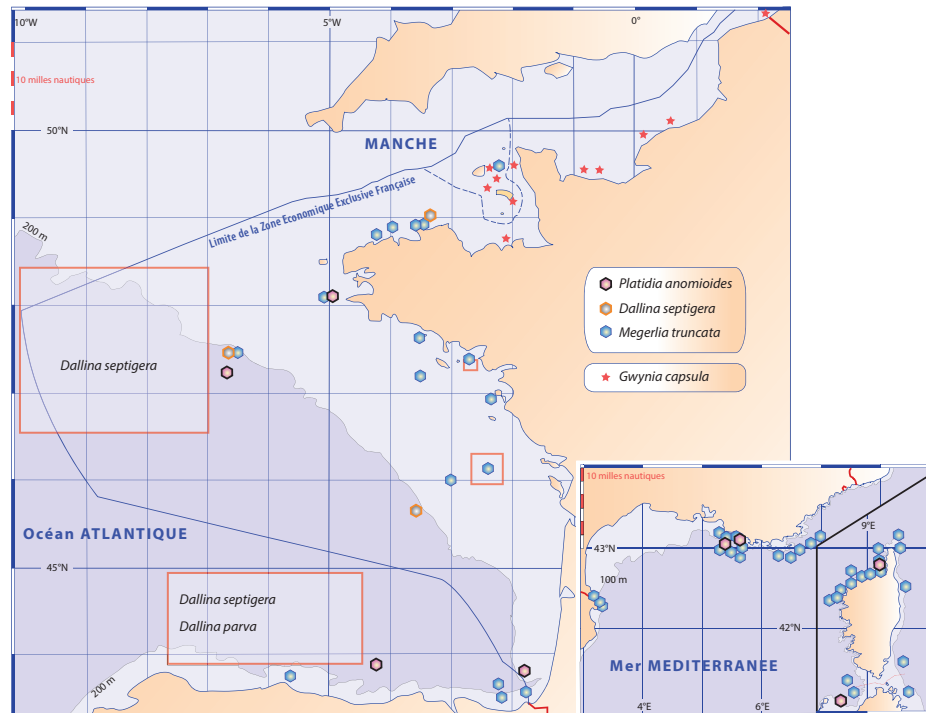 10°W
5°W
0°
10 milles nautiques
50°N
MANCHE
Limite de la Zone Economique Exclusive Française
200 m
Platidia anomioides
Dallina septigera
Megerlia truncata
Gwynia capsula
Dallina septigera
Océan ATLANTIQUE
45°N
Dallina septigera
Dallina parva
200 m
10 milles nautiques
9°E
43°N
100 m
42°N
Mer MEDITERRANEE
4°E
6°E